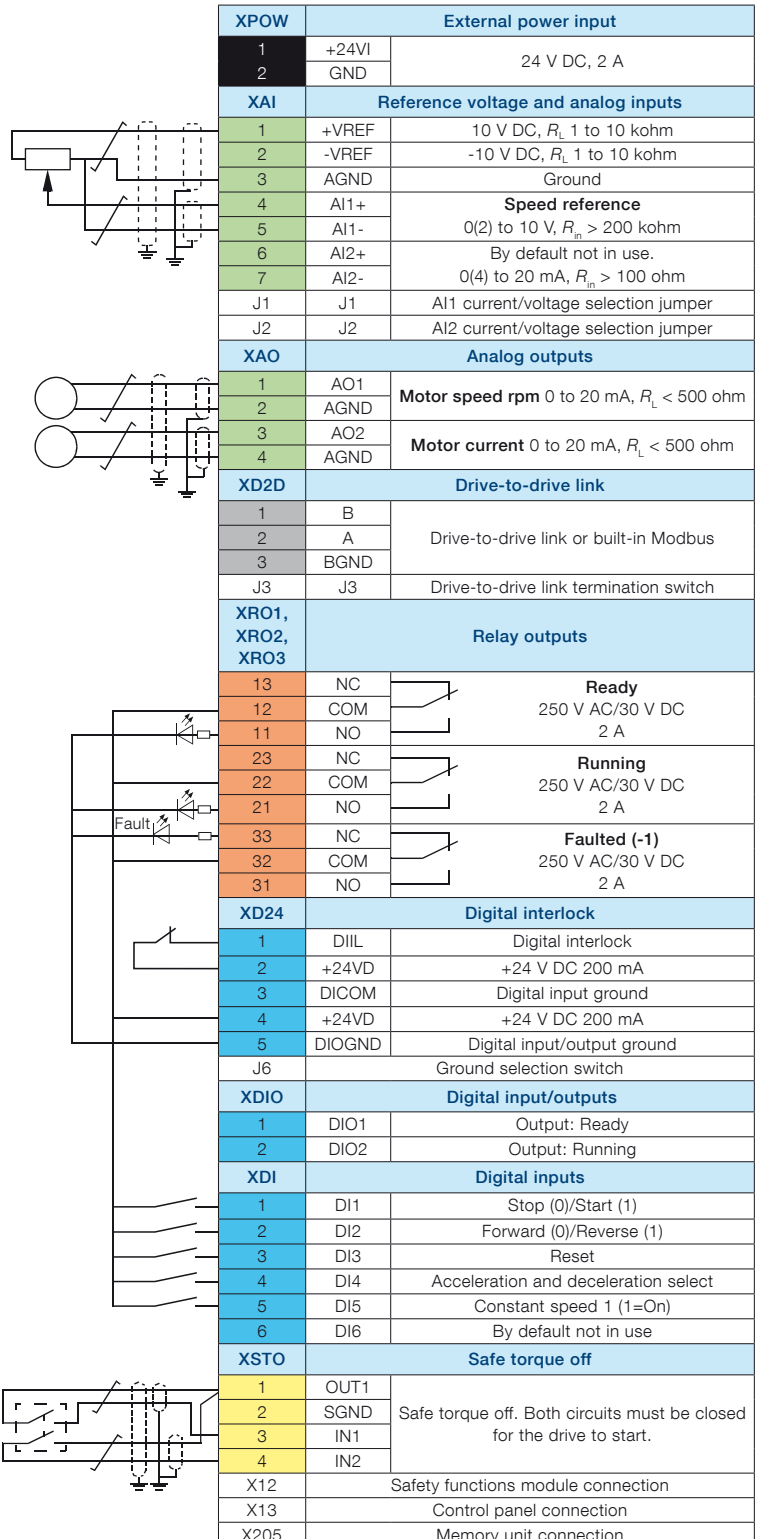 XPOW External power input
1 +24VI 24 V DC, 2 A
2 GND
XAI Reference voltage and analog inputs
1 +VREF 10 V DC, RL 1 to 10 kohm
2 -VREF -10 V DC, RL 1 to 10 kohm
3 AGND Ground
4 AI1+ Speed reference
5 AI1- 0(2) to 10 V, Rin > 200 kohm
6 AI2+ By default not in use.
7 AI2- 0(4) to 20 mA, Rin > 100 ohm
J1 J1 AI1 current/voltage selection jumper
J2 J2 AI2 current/voltage selection jumper
XAO Analog outputs
1 AO1 Motor speed rpm 0 to 20 mA, RL < 500 ohm
2 AGND
3 AO2 Motor current 0 to 20 mA, RL < 500 ohm
4 AGND
XD2D Drive-to-drive link
1 B
2 A Drive-to-drive link or built-in Modbus
3 BGND
J3 J3 Drive-to-drive link termination switch
XRO1,
XRO2, Relay outputs
XRO3
13 NC Ready
12 COM 250 V AC/30 V DC
11 NO 2 A
23 NC Running
22 COM 250 V AC/30 V DC
21 NO 2 A
Fault
33 NC Faulted (-1)
32 COM 250 V AC/30 V DC
31 NO 2 A
XD24 Digital interlock
1 DIIL Digital interlock
2 +24VD +24 V DC 200 mA
3 DICOM Digital input ground
4 +24VD +24 V DC 200 mA
5 DIOGND Digital input/output ground
J6 Ground selection switch
XDIO Digital input/outputs
1 DIO1 Output: Ready
2 DIO2 Output: Running
XDI Digital inputs
1 DI1 Stop (0)/Start (1)
2 DI2 Forward (0)/Reverse (1)
3 DI3 Reset
4 DI4 Acceleration and deceleration select
5 DI5 Constant speed 1 (1=On)
6 DI6 By default not in use
XSTO Safe torque off
1 OUT1
2 SGND Safe torque off. Both circuits must be closed
3 IN1 for the drive to start.
4 IN2
X12 Safety functions module connection
X13 Control panel connection
X205 Memory unit connection